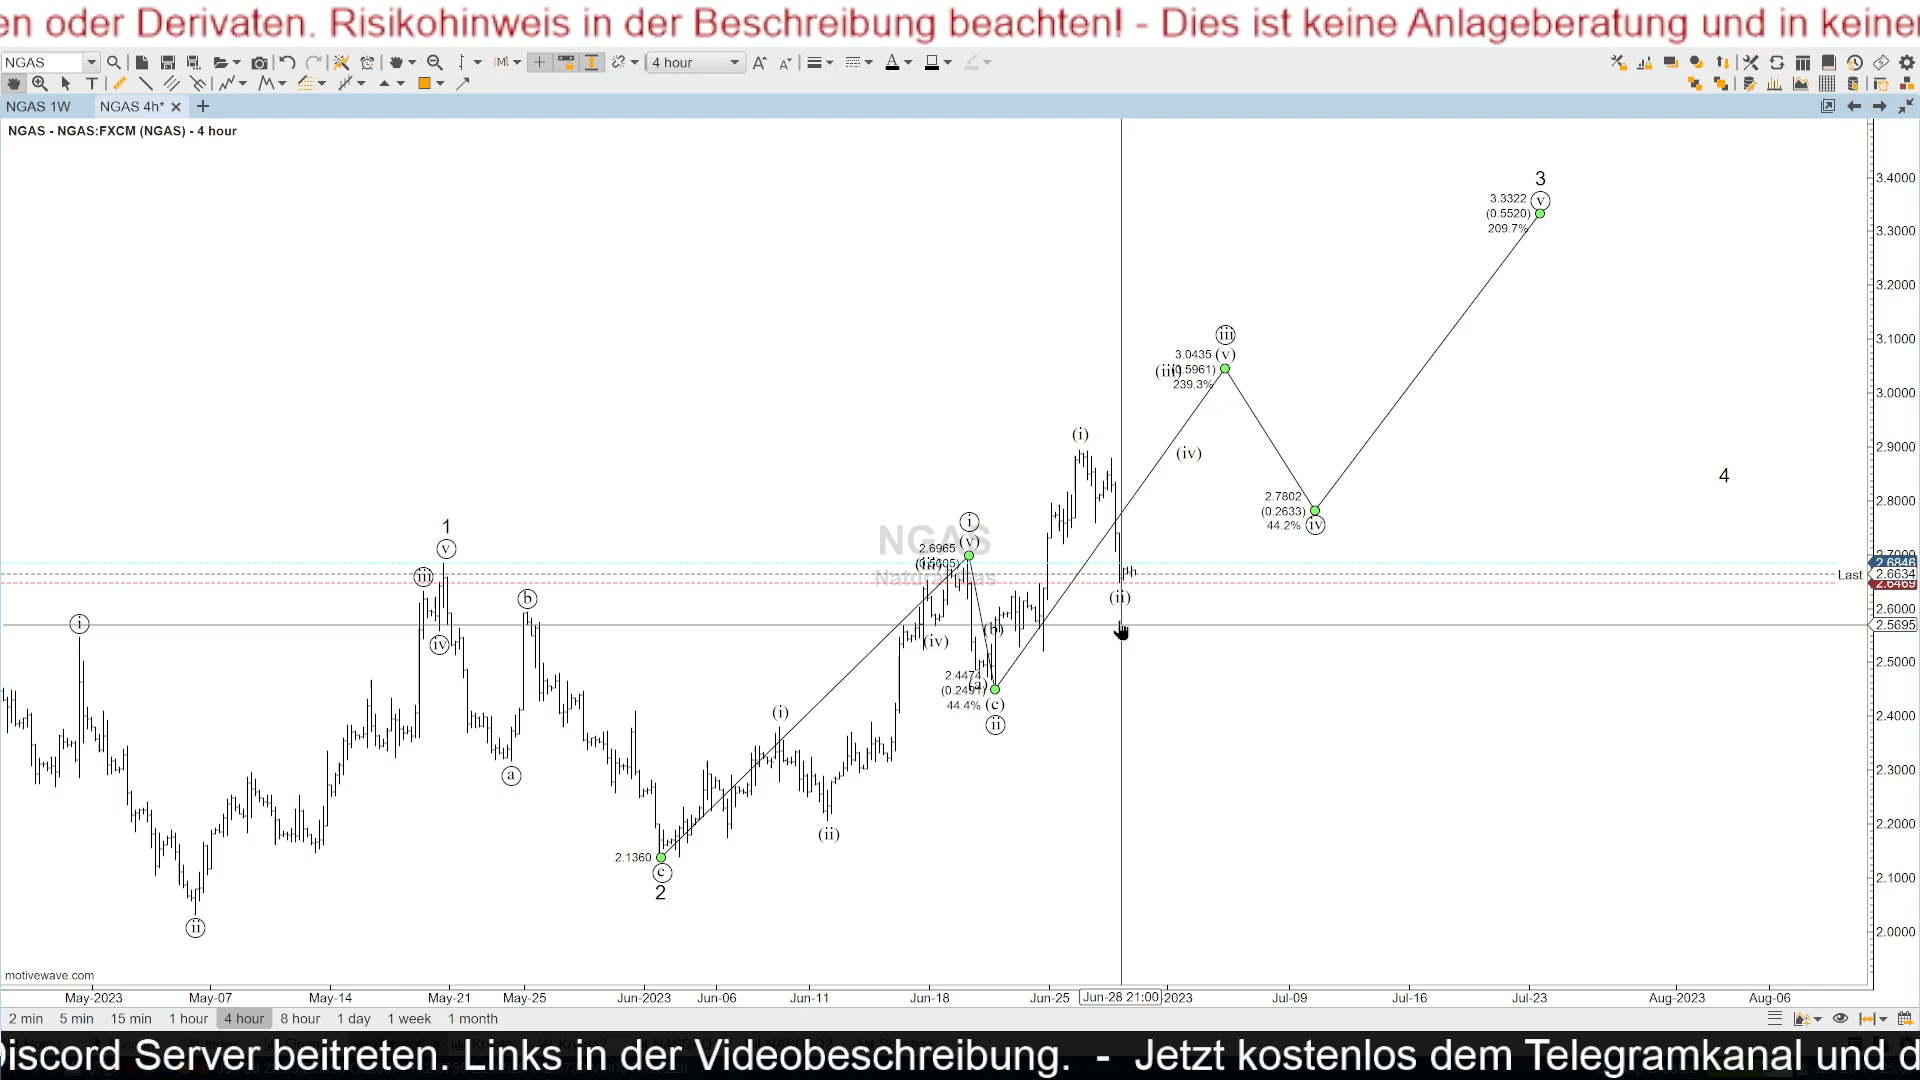 en oder Derivaten. Risikohinweis in der Beschreibung beachten! - Dies ist keine Anlageberatung und in keiner
NGAS
4 hour
NGAS 1W
NGAS 4h*
NGAS - NGAS:FXCM (NGAS) - 4 hour
3
3.3322 v
(0.5520)
209.7%
3.4000
3.3000
3.2000
3.1000
3.0000
2.9000
2.8000
2.7000
2.6846
Last 2.6634
2.6469
2.6000
2.5695
2.5000
2.4000
2.3000
2.2000
2.1000
2.0000
iii
3.0435 (v)
(iii) (0.5961)
239.3%
(iv)
(i)
4
2.7802
(0.2633)
44.2% iv
1
v
iii
iv
i
ii
b
a
i
2.6965 (v)
(iii)
(iv)
(b)
(ii)
NGAS
2.4474
(a)
44.4% (c)
ii
(i)
(ii)
2.1360
c
2
motivewave.com
May-2023 May-07 May-14 May-21 May-25 Jun-2023 Jun-06 Jun-11 Jun-18 Jun-25 Jun-28 21:00 2023 Jul-09 Jul-16 Jul-23 Aug-2023 Aug-06
2 min 5 min 15 min 1 hour 4 hour 8 hour 1 day 1 week 1 month
Discord Server beitreten. Links in der Videobeschreibung. - Jetzt kostenlos dem Telegramkanal und d